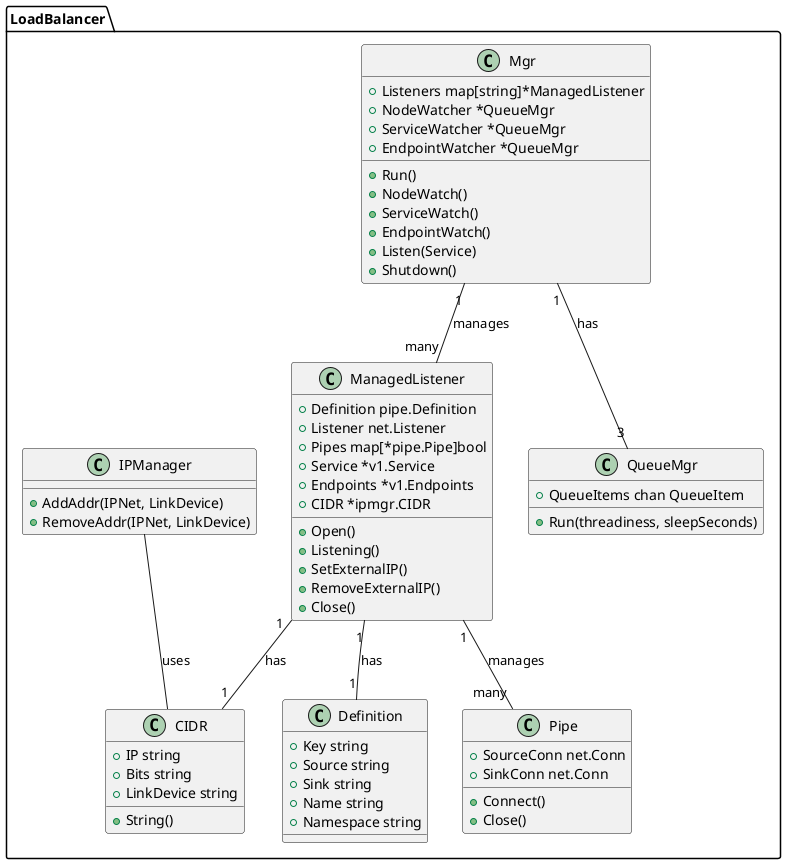 LoadBalancer
C Mgr
Listeners map[string]*ManagedListener
NodeWatcher *QueueMgr
ServiceWatcher *QueueMgr
EndpointWatcher *QueueMgr
Run()
NodeWatch()
ServiceWatch()
EndpointWatch()
Listen(Service)
Shutdown()
1
manages
many
1
has
3
C ManagedListener
Definition pipe.Definition
Listener net.Listener
Pipes map[*pipe.Pipe]bool
Service *v1.Service
Endpoints *v1.Endpoints
CIDR *ipmgr.CIDR
Open()
Listening()
SetExternalIP()
RemoveExternalIP()
Close()
C IPManager
AddAddr(IPNet, LinkDevice)
RemoveAddr(IPNet, LinkDevice)
C QueueMgr
QueueItems chan QueueItem
Run(threadiness, sleepSeconds)
uses
1
has
1
1
has
1
1
manages
many
C CIDR
IP string
Bits string
LinkDevice string
String()
C Definition
Key string
Source string
Sink string
Name string
Namespace string
C Pipe
SourceConn net.Conn
SinkConn net.Conn
Connect()
Close()